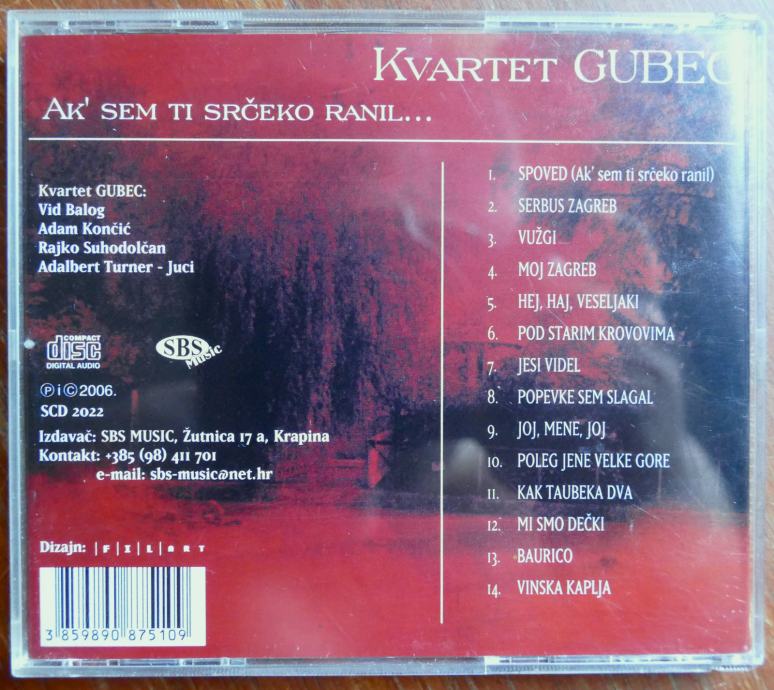 KVARTET GUBEC
AK' SEM TI SRČEKO RANIL...
Kvartet GUBEC:
Vid Balog
Adam Končić
Rajko Suhodolčan
Adalbert Turner - Juci
COMPACT
disc
DIGITAL AUDIO
SBS
Music
Ⓟ i © 2006.
SCD 2022
Izdavač: SBS MUSIC, Žutnica 17 a, Krapina
Kontakt: +385 (98) 411 701
e-mail: sbs-music@net.hr
Dizajn: |F|I|L|A R T
3 859890 875109
1. SPOVED (Ak' sem ti srčeko ranil)
2. SERBUS ZAGREB
3. VUŽGI
4. MOJ ZAGREB
5. HEJ, HAJ, VESELJAKI
6. POD STARIM KROVOVIMA
7. JESI VIDEL
8. POPEVKE SEM SLAGAL
9. JOJ, MENE, JOJ
10. POLEG JENE VELKE GORE
11. KAK TAUBEKA DVA
12. MI SMO DEČKI
13. BAURICO
14. VINSKA KAPLJA